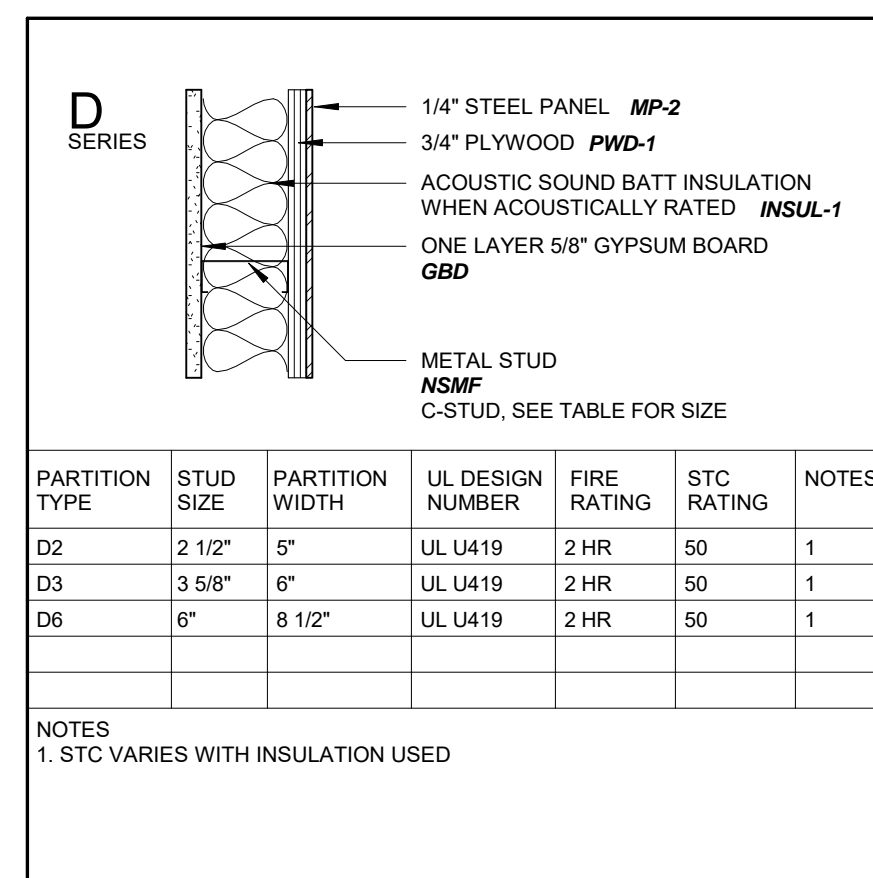 D
SERIES
1/4" STEEL PANEL MP-2
3/4" PLYWOOD PWD-1
ACOUSTIC SOUND BATT INSULATION
WHEN ACOUSTICALLY RATED INSUL-1
ONE LAYER 5/8" GYPSUM BOARD
GBD
METAL STUD
NSMF
C-STUD, SEE TABLE FOR SIZE
PARTITION TYPE STUD SIZE PARTITION WIDTH UL DESIGN NUMBER FIRE RATING STC RATING NOTES
D2 2 1/2" 5" UL U419 2 HR 50 1
D3 3 5/8" 6" UL U419 2 HR 50 1
D6 6" 8 1/2" UL U419 2 HR 50 1
NOTES
1. STC VARIES WITH INSULATION USED